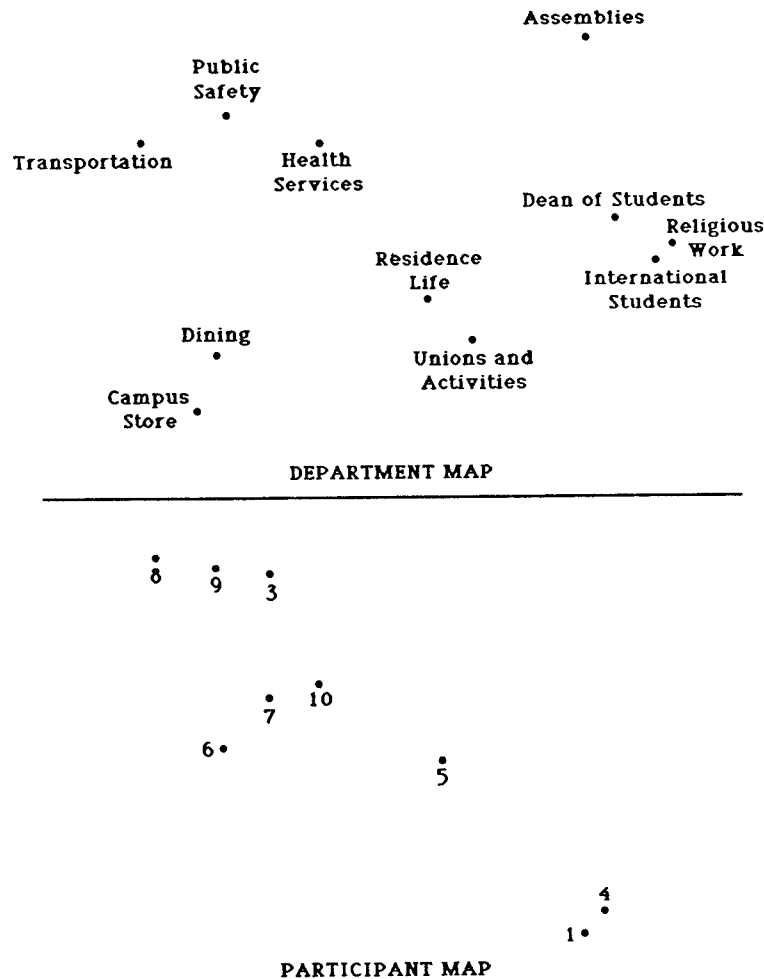 Assemblies
Public
Safety
Transportation
Health
Services
Dean of Students
Religious
Work
International
Students
Residence
Life
Dining
Unions and
Activities
Campus
Store
DEPARTMENT MAP
8
9
3
10
7
6
5
4
1
PARTICIPANT MAP